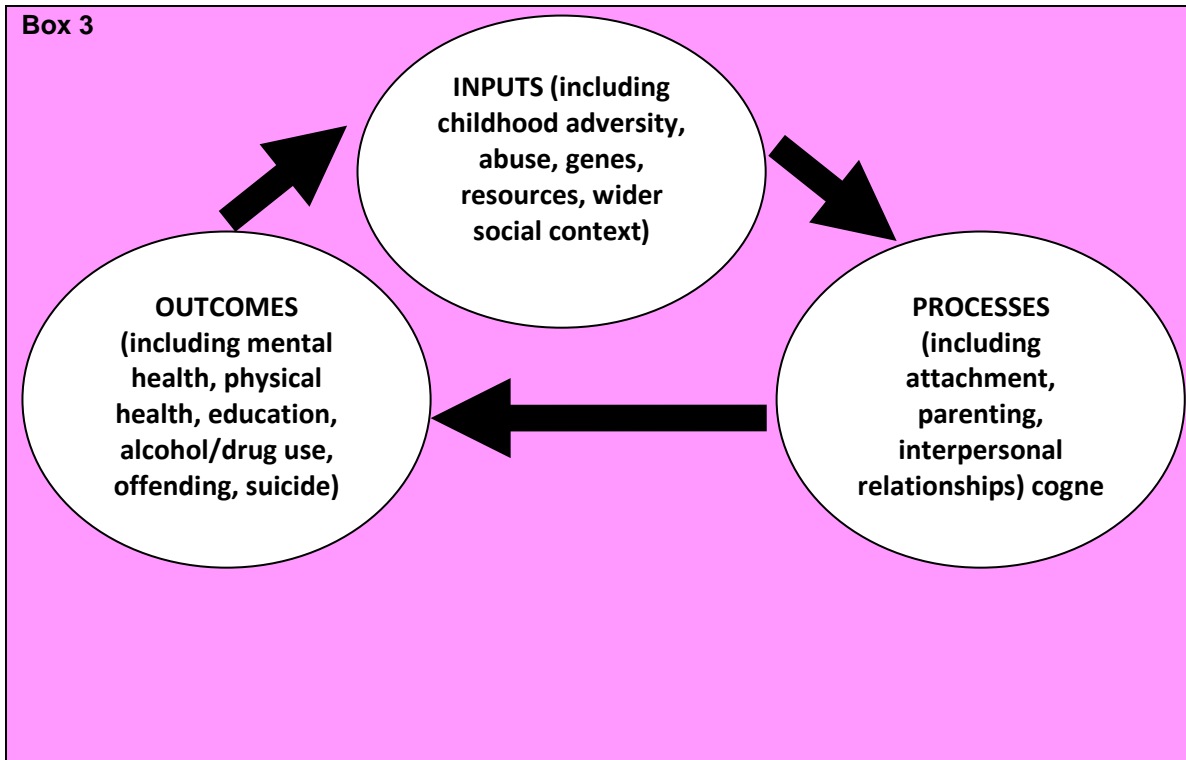 Box 3
INPUTS (including
childhood adversity,
abuse, genes,
resources, wider
social context)
OUTCOMES
(including mental
health, physical
health, education,
alcohol/drug use,
offending, suicide)
PROCESSES
(including
attachment,
parenting,
interpersonal
relationships) cogne